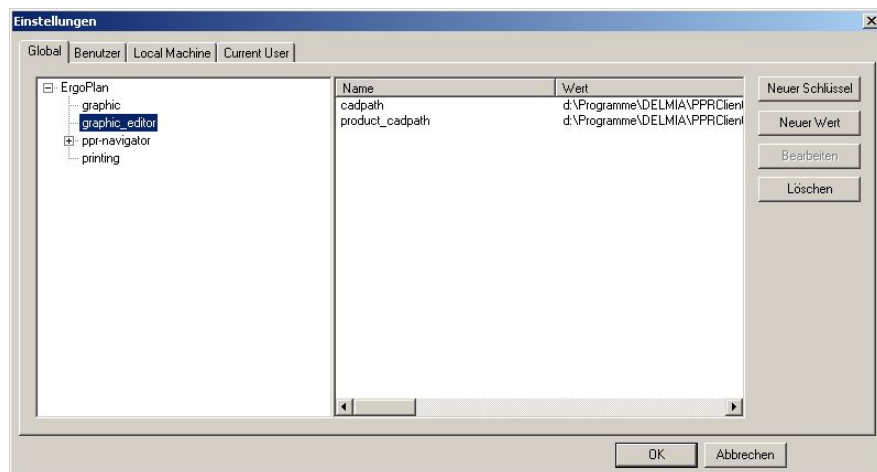 Einstellungen
Global Benutzer Local Machine Current User
ErgoPlan
graphic
graphic_editor
ppr-navigator
printing
Name Wert
cadpath d:\Programme\DELMIA\PPRClient
product_cadpath d:\Programme\DELMIA\PPRClient
Neuer Schlüssel
Neuer Wert
Bearbeiten
Löschen
OK Abbrechen